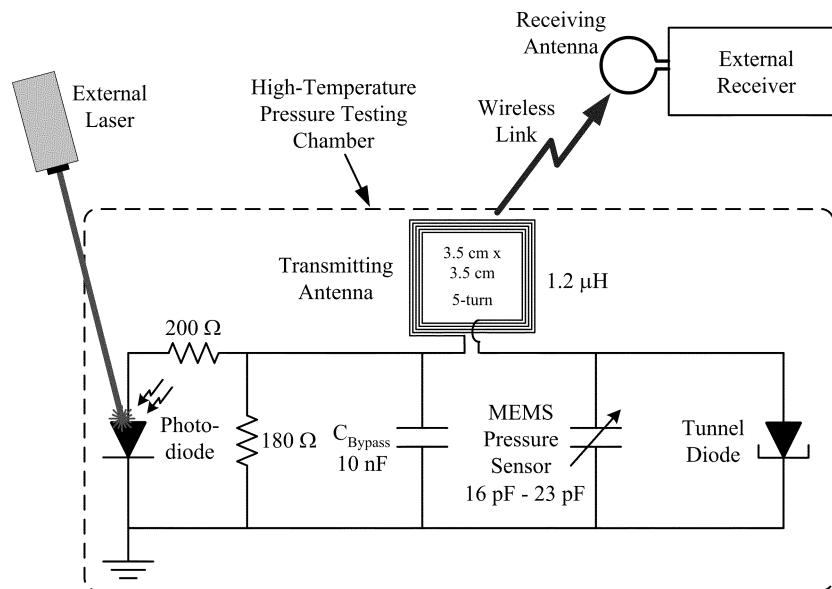 Receiving
Antenna
External
Receiver
External
Laser
High-Temperature
Pressure Testing
Chamber
Wireless
Link
Transmitting
Antenna
3.5 cm x
3.5 cm
5-turn
1.2 μH
200 Ω
Photo-
diode
180 Ω
C_Bypass
10 nF
MEMS
Pressure
Sensor
16 pF - 23 pF
Tunnel
Diode